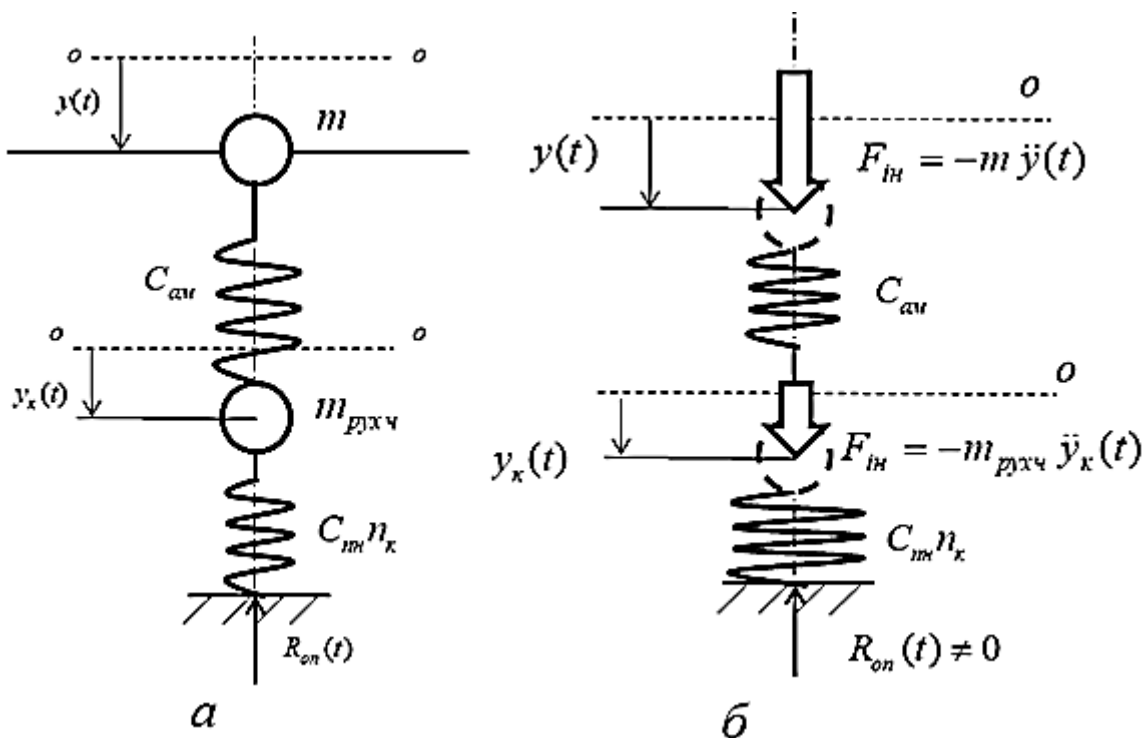 o o
y(t)
m
C_ам
o o
y_к(t)
m_рухч
C_пн n_к
R_оп(t)
а
o
y(t)
F_ін = −m ÿ(t)
C_ам
o
y_к(t)
F_ін = −m_рухч ÿ_к(t)
C_пн n_к
R_оп(t) ≠ 0
б